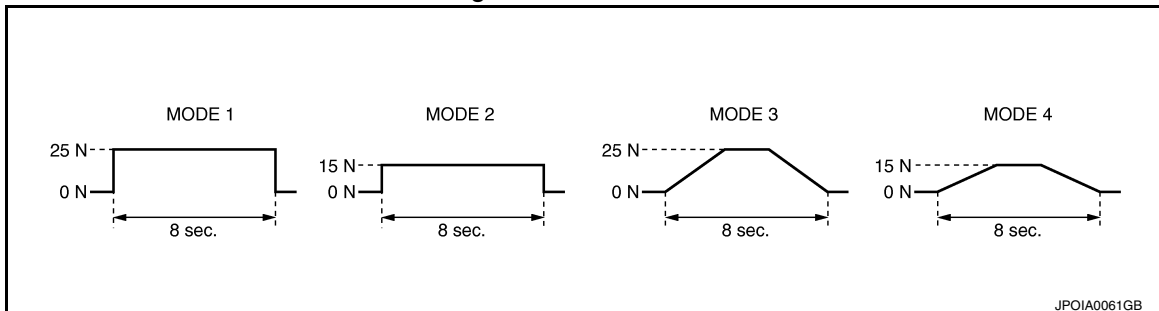 MODE 1
MODE 2
MODE 3
MODE 4
25 N
0 N
8 sec.
15 N
0 N
8 sec.
25 N
0 N
8 sec.
15 N
0 N
8 sec.
JPOIA0061GB